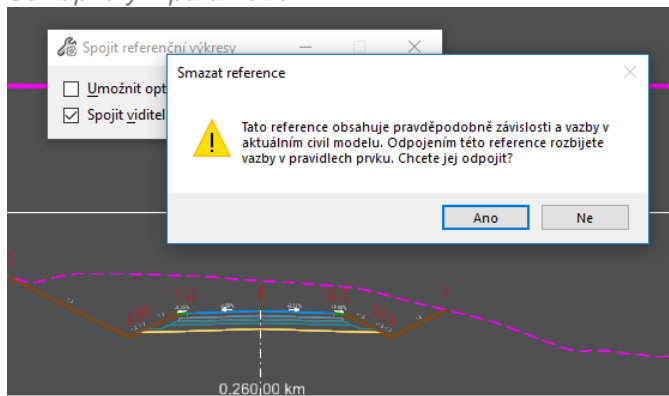 Spojit referenční výkresy
Smazat reference
Umožnit opt
Spojit viditel
Tato reference obsahuje pravděpodobně závislosti a vazby v
aktuálním civil modelu. Odpojením této reference rozbijete
vazby v pravidlech prvku. Chcete jej odpojit?
Ano
Ne
0.260,00 km